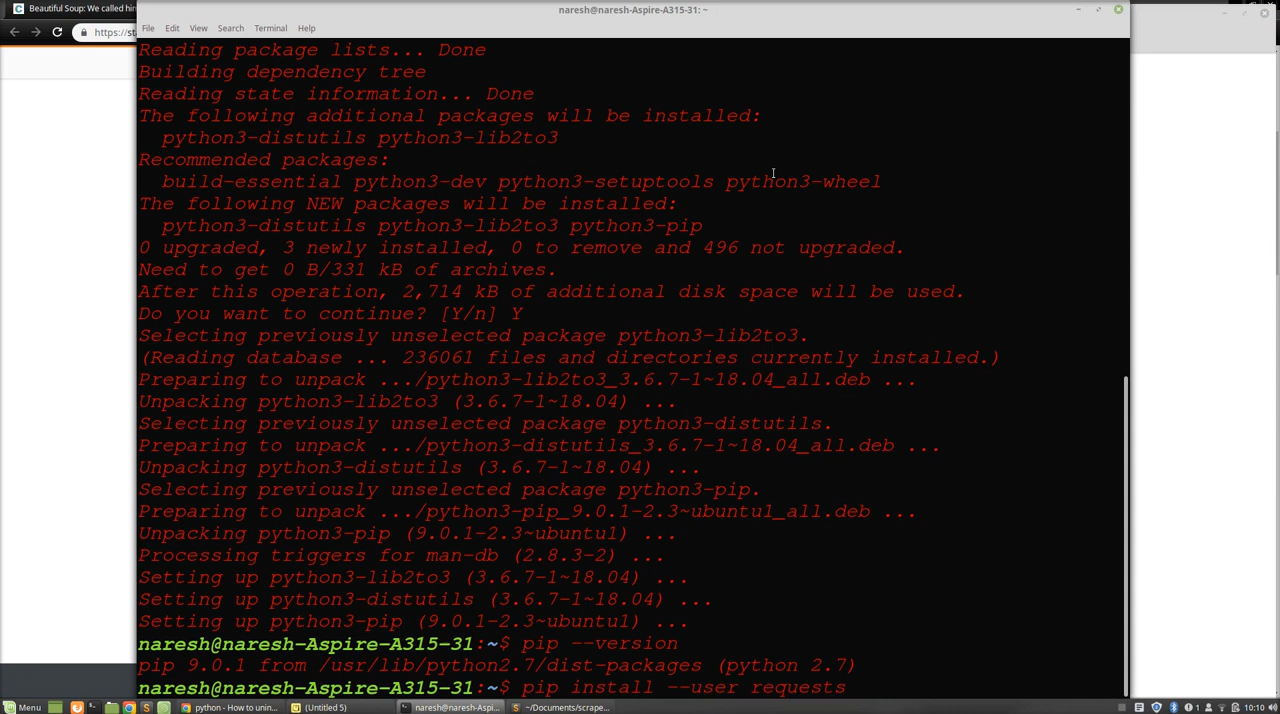 Beautiful Soup: We called him
naresh@naresh-Aspire-A315-31: ~
https://st
File Edit View Search Terminal Help
Reading package lists... Done
Building dependency tree
Reading state information... Done
The following additional packages will be installed:
python3-distutils python3-lib2to3
Recommended packages:
build-essential python3-dev python3-setuptools python3-wheel
The following NEW packages will be installed:
python3-distutils python3-lib2to3 python3-pip
0 upgraded, 3 newly installed, 0 to remove and 496 not upgraded.
Need to get 0 B/331 kB of archives.
After this operation, 2,714 kB of additional disk space will be used.
Do you want to continue? [Y/n] Y
Selecting previously unselected package python3-lib2to3.
(Reading database ... 236061 files and directories currently installed.)
Preparing to unpack .../python3-lib2to3_3.6.7-1~18.04_all.deb ...
Unpacking python3-lib2to3 (3.6.7-1~18.04) ...
Selecting previously unselected package python3-distutils.
Preparing to unpack .../python3-distutils_3.6.7-1~18.04_all.deb ...
Unpacking python3-distutils (3.6.7-1~18.04) ...
Selecting previously unselected package python3-pip.
Preparing to unpack .../python3-pip_9.0.1-2.3~ubuntu1_all.deb ...
Unpacking python3-pip (9.0.1-2.3~ubuntu1) ...
Processing triggers for man-db (2.8.3-2) ...
Setting up python3-lib2to3 (3.6.7-1~18.04) ...
Setting up python3-distutils (3.6.7-1~18.04) ...
Setting up python3-pip (9.0.1-2.3~ubuntu1) ...
naresh@naresh-Aspire-A315-31:~$ pip --version
pip 9.0.1 from /usr/lib/python2.7/dist-packages (python 2.7)
naresh@naresh-Aspire-A315-31:~$ pip install --user requests
Menu python - How to unin... (Untitled 5) naresh@naresh-Aspi... ~/Documents/scrape... 1 10:10